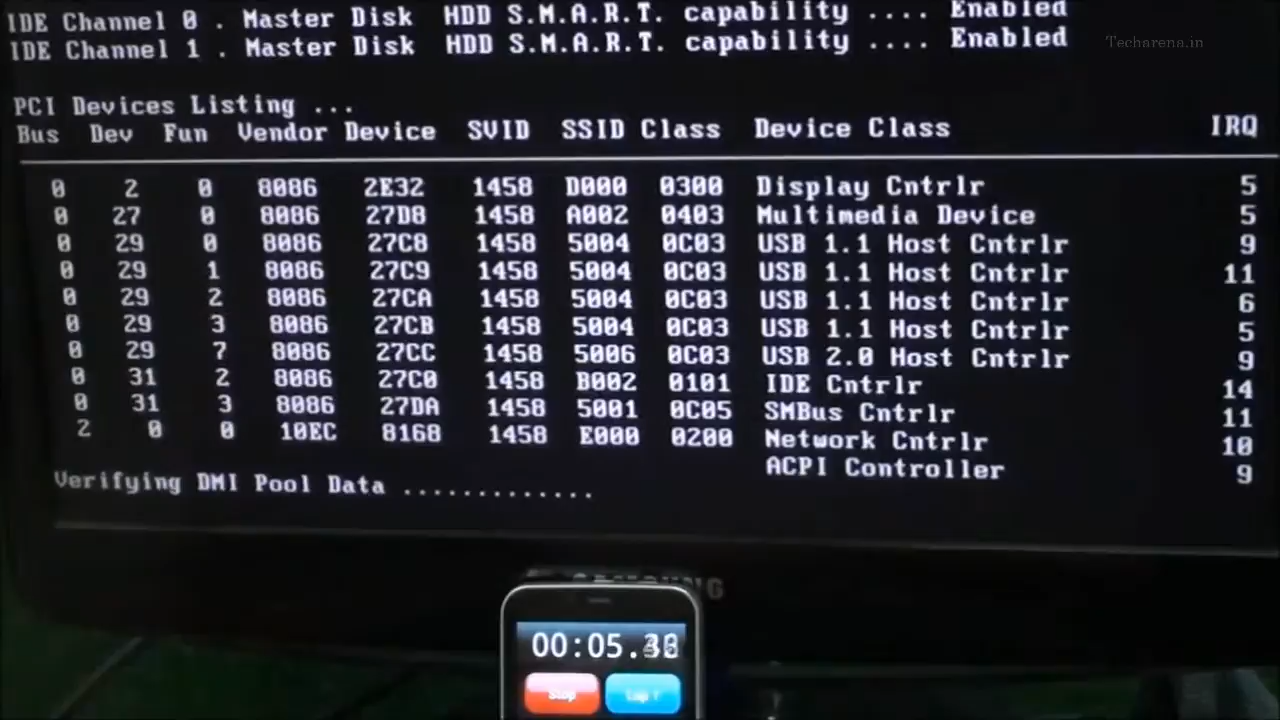 IDE Channel 0 . Master Disk HDD S.M.A.R.T. capability .... Enabled
IDE Channel 1 . Master Disk HDD S.M.A.R.T. capability .... Enabled
Techarena.in
PCI Devices Listing ...
Bus Dev Fun Vendor Device SVID SSID Class Device Class IRQ
0 2 0 8086 2E32 1458 D000 0300 Display Cntrlr 5
0 27 0 8086 27D8 1458 A002 0403 Multimedia Device 5
0 29 0 8086 27C8 1458 5004 0C03 USB 1.1 Host Cntrlr 9
0 29 1 8086 27C9 1458 5004 0C03 USB 1.1 Host Cntrlr 11
0 29 2 8086 27CA 1458 5004 0C03 USB 1.1 Host Cntrlr 6
0 29 3 8086 27CB 1458 5004 0C03 USB 1.1 Host Cntrlr 5
0 29 7 8086 27CC 1458 5006 0C03 USB 2.0 Host Cntrlr 9
0 31 2 8086 27C0 1458 B002 0101 IDE Cntrlr 14
0 31 3 8086 27DA 1458 5001 0C05 SMBus Cntrlr 11
2 0 0 10EC 8168 1458 E000 0200 Network Cntrlr 10
ACPI Controller 9
Verifying DMI Pool Data .............
SAMSUNG
00:05.
Stop